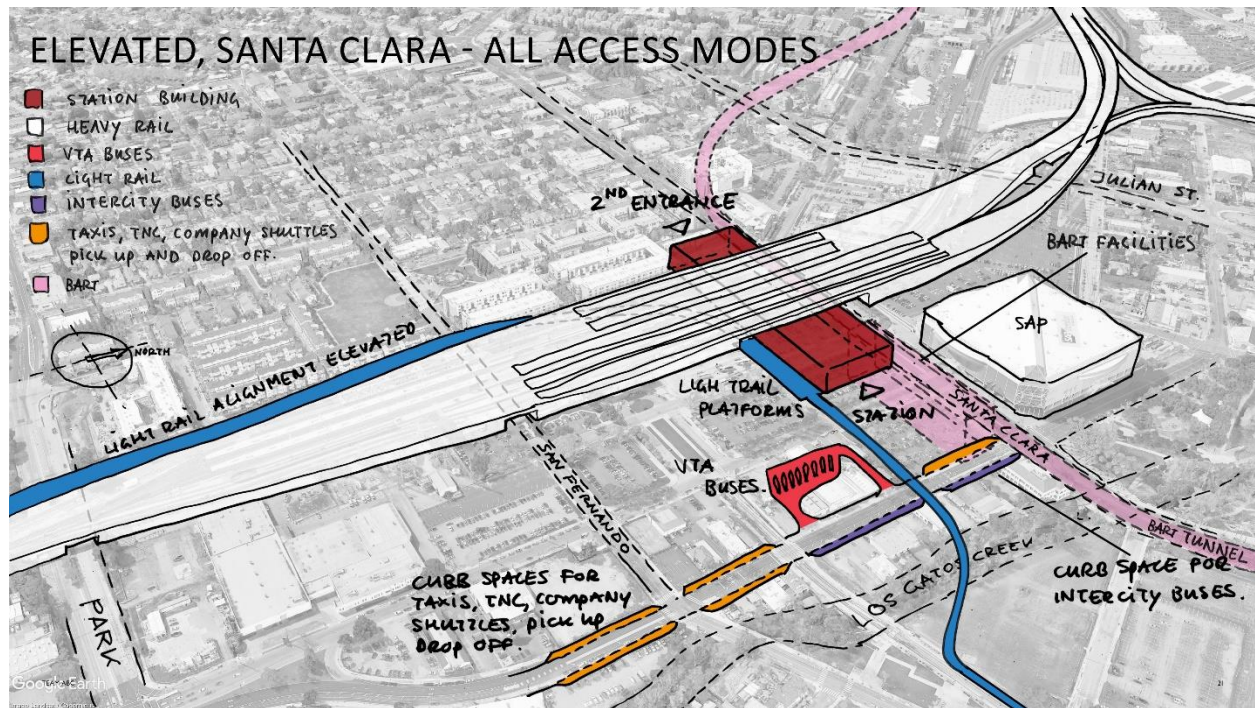 ELEVATED, SANTA CLARA - ALL ACCESS MODES
STATION BUILDING
HEAVY RAIL
VTA BUSES
LIGHT RAIL
INTERCITY BUSES
TAXIS, TNC, COMPANY SHUTTLES
PICK UP AND DROP OFF.
BART
NORTH
2ND ENTRANCE
JULIAN ST.
BART FACILITIES
SAP
LIGHT RAIL ALIGNMENT ELEVATED
LIGH TRAIL
PLATFORMS
STATION
SANTA CLARA
VTA
BUSES.
SAN FERNANDO
BART TUNNEL
OS GATOS CREEK
CURB SPACE FOR
INTERCITY BUSES.
CURB SPACES FOR
TAXIS, TNC, COMPANY
SHUTTLES, PICK UP
DROP OFF.
PARK
Google Earth
21